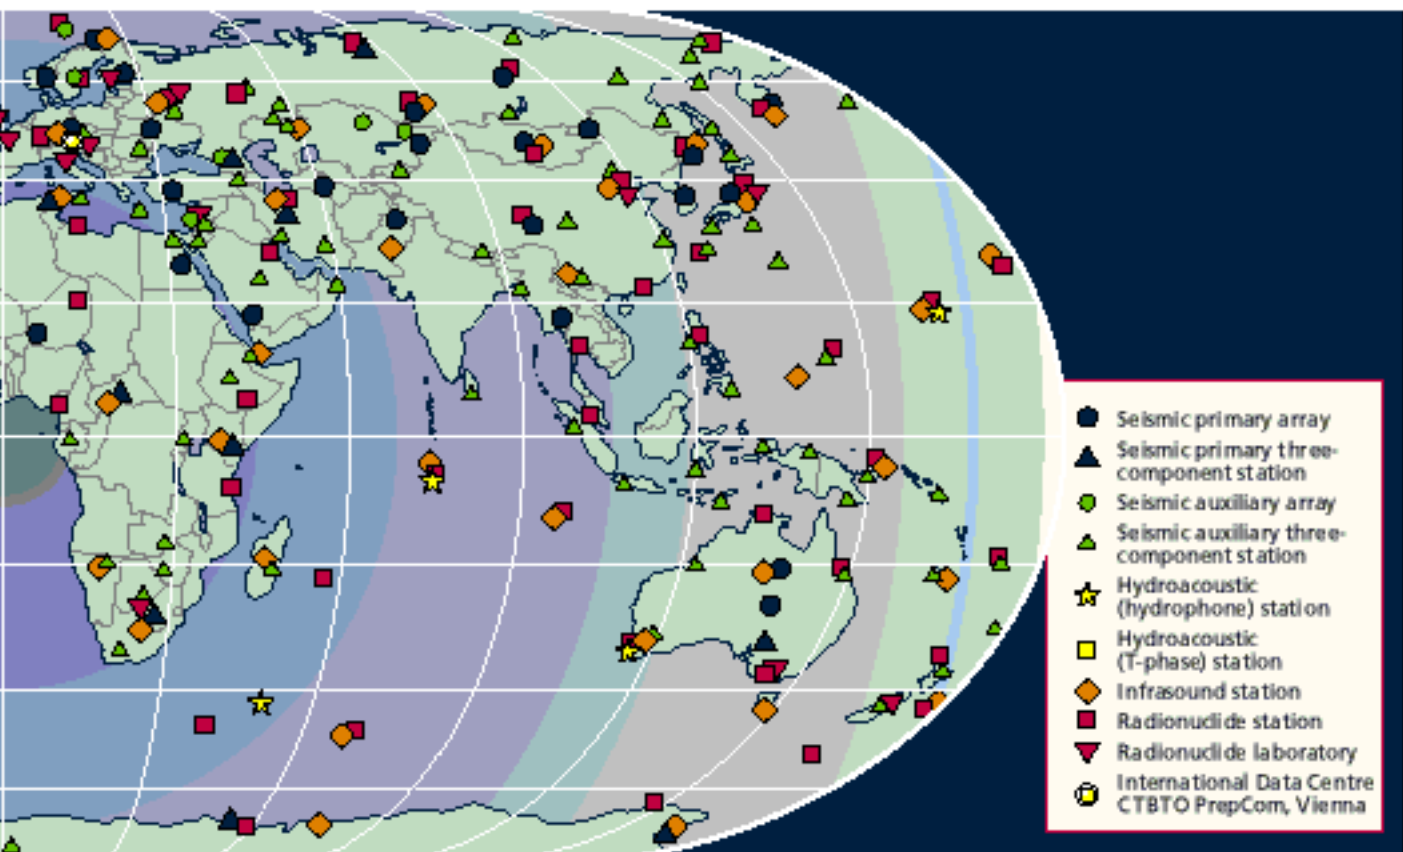 Seismic primary array
Seismic primary three-
component station
Seismic auxiliary array
Seismic auxiliary three-
component station
Hydroacoustic
(hydrophone) station
Hydroacoustic
(T-phase) station
Infrasound station
Radionuclide station
Radionuclide laboratory
International Data Centre
CTBTO PrepCom, Vienna